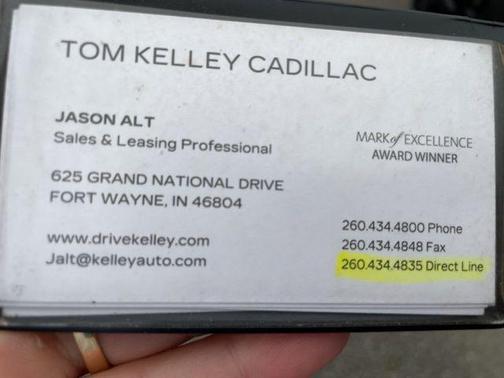 TOM KELLEY CADILLAC
JASON ALT
Sales & Leasing Professional
MARK of EXCELLENCE
AWARD WINNER
625 GRAND NATIONAL DRIVE
FORT WAYNE, IN 46804
www.drivekelley.com
Jalt@kelleyauto.com
260.434.4800 Phone
260.434.4848 Fax
260.434.4835 Direct Line